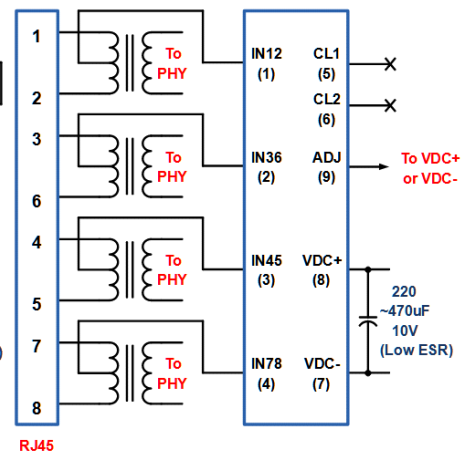 1
2
3
6
4
5
7
8
RJ45
To
PHY
To
PHY
To
PHY
To
PHY
IN12
(1)
IN36
(2)
IN45
(3)
IN78
(4)
CL1
(5)
CL2
(6)
ADJ
(9)
VDC+
(8)
VDC-
(7)
To VDC+
or VDC-
220
~470uF
10V
(Low ESR)